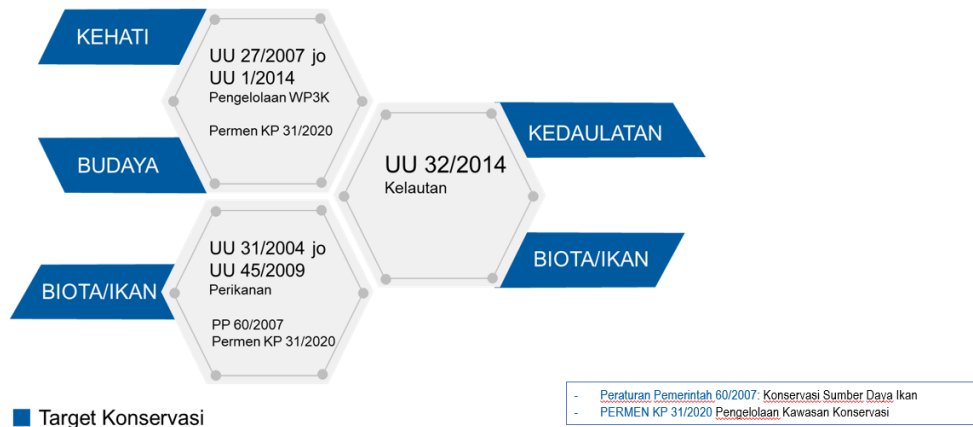 KEHATI
UU 27/2007 jo
UU 1/2014
Pengelolaan WP3K
Permen KP 31/2020
BUDAYA
KEDAULATAN
UU 32/2014
Kelautan
BIOTA/IKAN
UU 31/2004 jo
UU 45/2009
Perikanan
BIOTA/IKAN
PP 60/2007
Permen KP 31/2020
Target Konservasi
- Peraturan Pemerintah 60/2007: Konservasi Sumber Daya Ikan
- PERMEN KP 31/2020 Pengelolaan Kawasan Konservasi